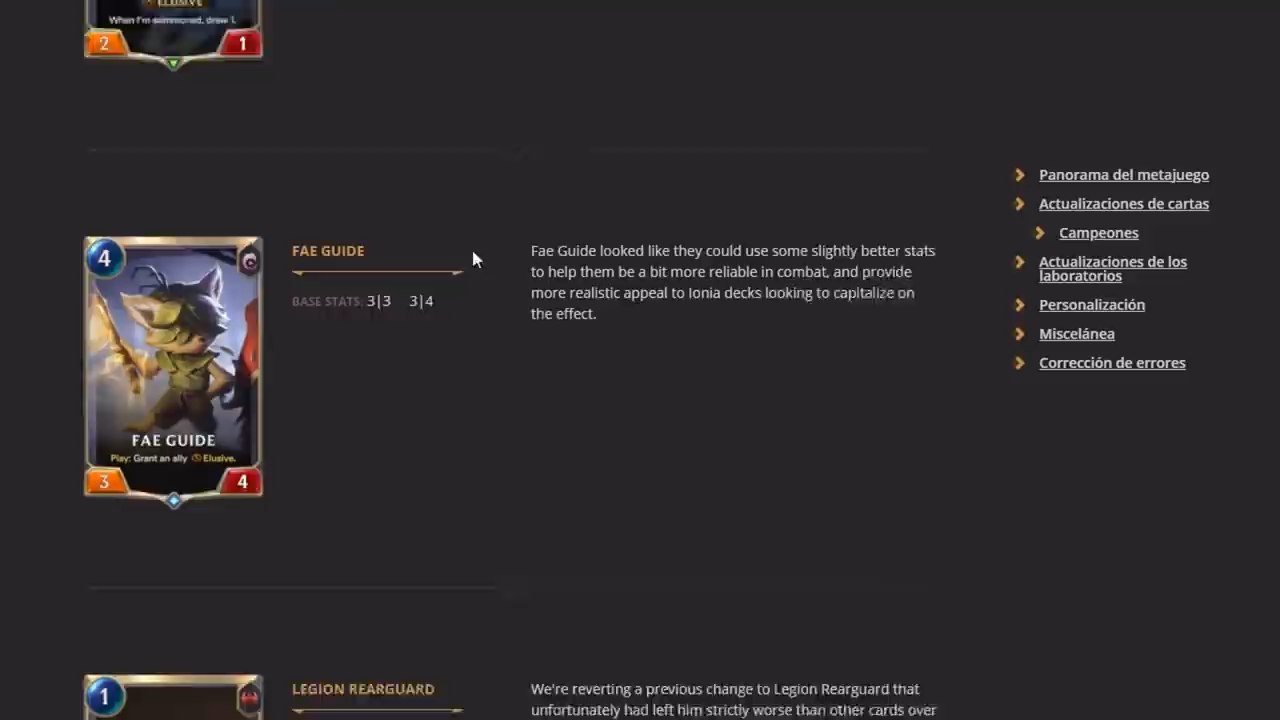 ELUSIVE
When I'm summoned, draw 1.
2
1
4
FAE GUIDE
Play: Grant an ally Elusive.
3
4
FAE GUIDE
BASE STATS: 3|3 3|4
Fae Guide looked like they could use some slightly better stats
to help them be a bit more reliable in combat, and provide
more realistic appeal to Ionia decks looking to capitalize on
the effect.
Panorama del metajuego
Actualizaciones de cartas
Campeones
Actualizaciones de los
laboratorios
Personalización
Miscelánea
Corrección de errores
1
LEGION REARGUARD
We're reverting a previous change to Legion Rearguard that
unfortunately had left him strictly worse than other cards over